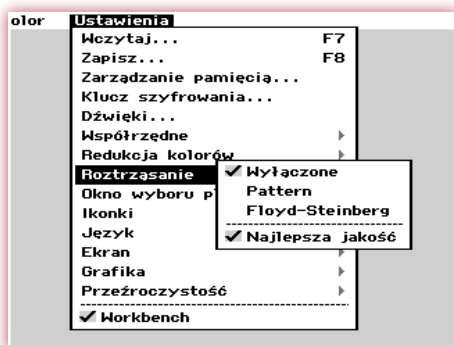 olor Ustawienia
Wczytaj... F7
Zapisz... F8
Zarządzanie pamięcią...
Klucz szyfrowania...
Dźwięki...
Współrzędne
Redukcja kolorów
Roztrząsanie
Wyłączone
Pattern
Floyd-Steinberg
Najlepsza jakość
Okno wyboru
Ikonki
Język
Ekran
Grafika
Przeźroczystość
Workbench